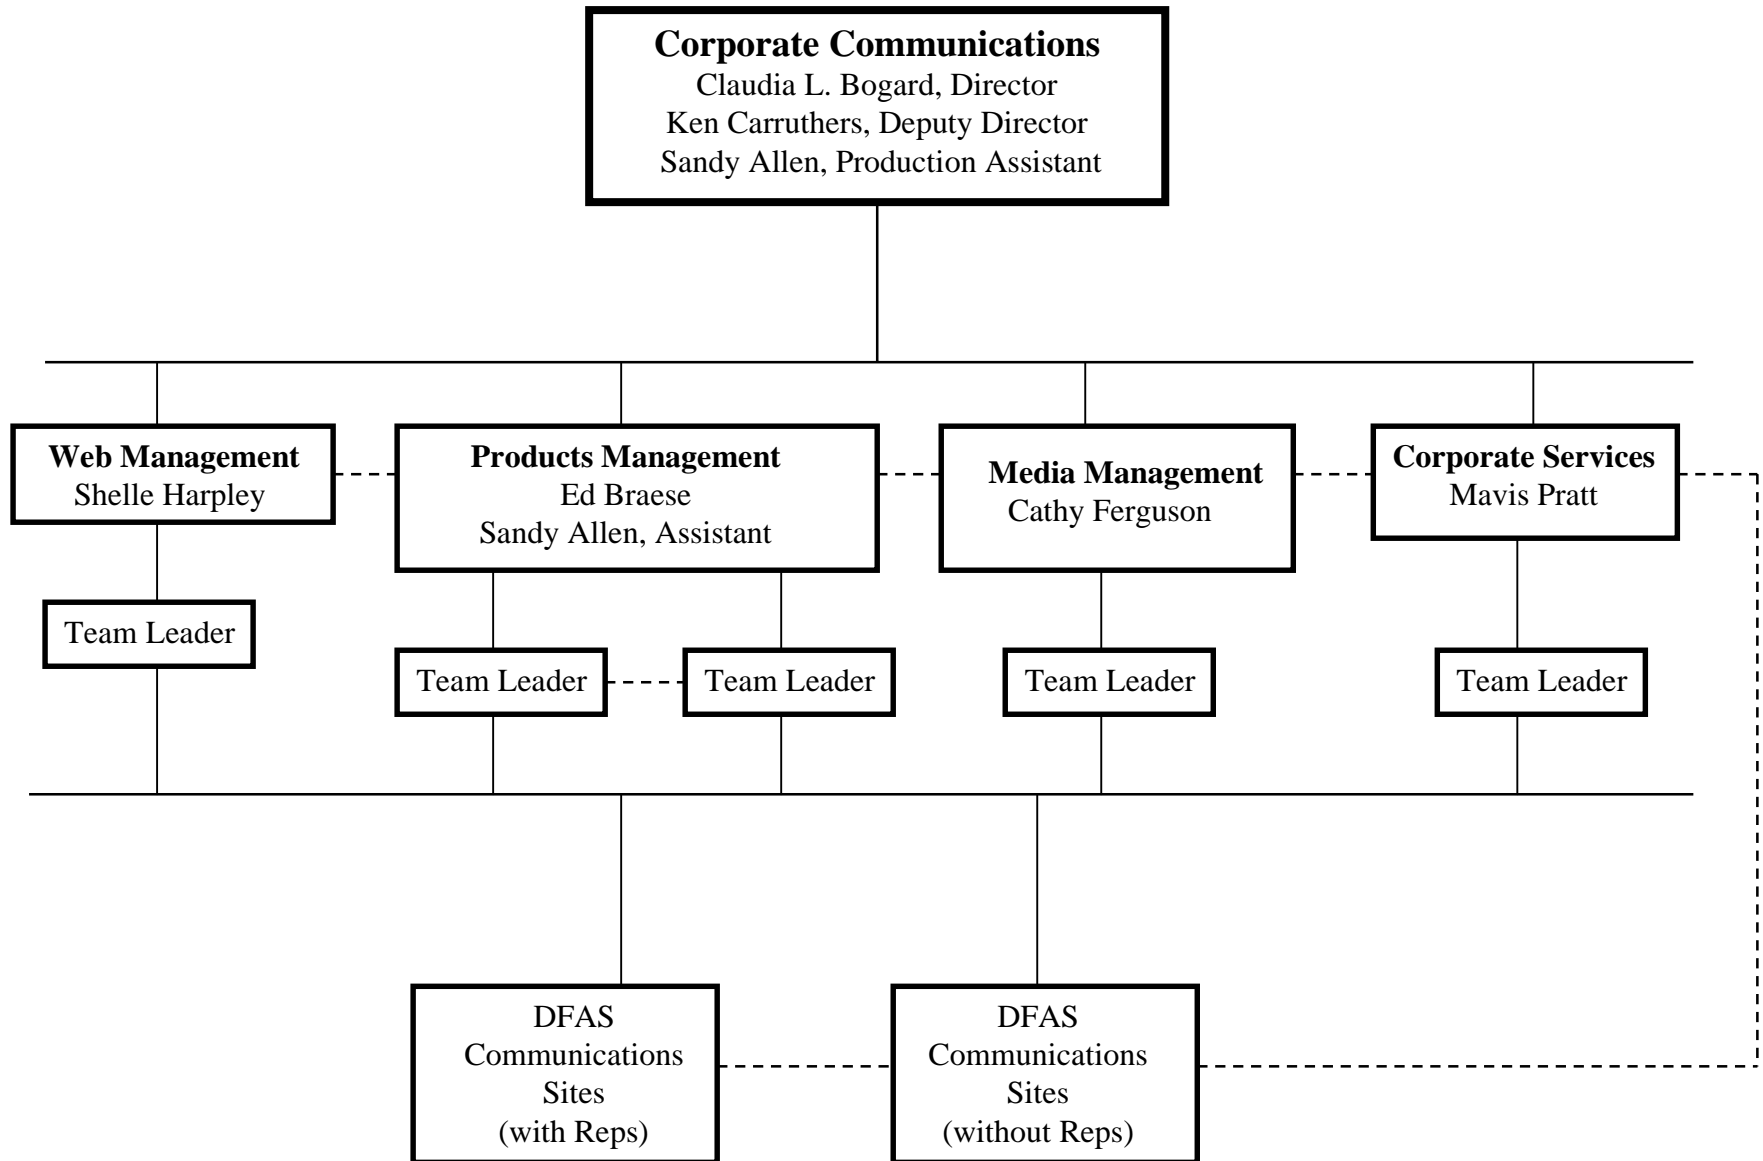 Corporate Communications
Claudia L. Bogard, Director
Ken Carruthers, Deputy Director
Sandy Allen, Production Assistant
Web Management
Shelle Harpley
Products Management
Ed Braese
Sandy Allen, Assistant
Media Management
Cathy Ferguson
Corporate Services
Mavis Pratt
Team Leader
Team Leader
Team Leader
Team Leader
Team Leader
DFAS
Communications
Sites
(with Reps)
DFAS
Communications
Sites
(without Reps)